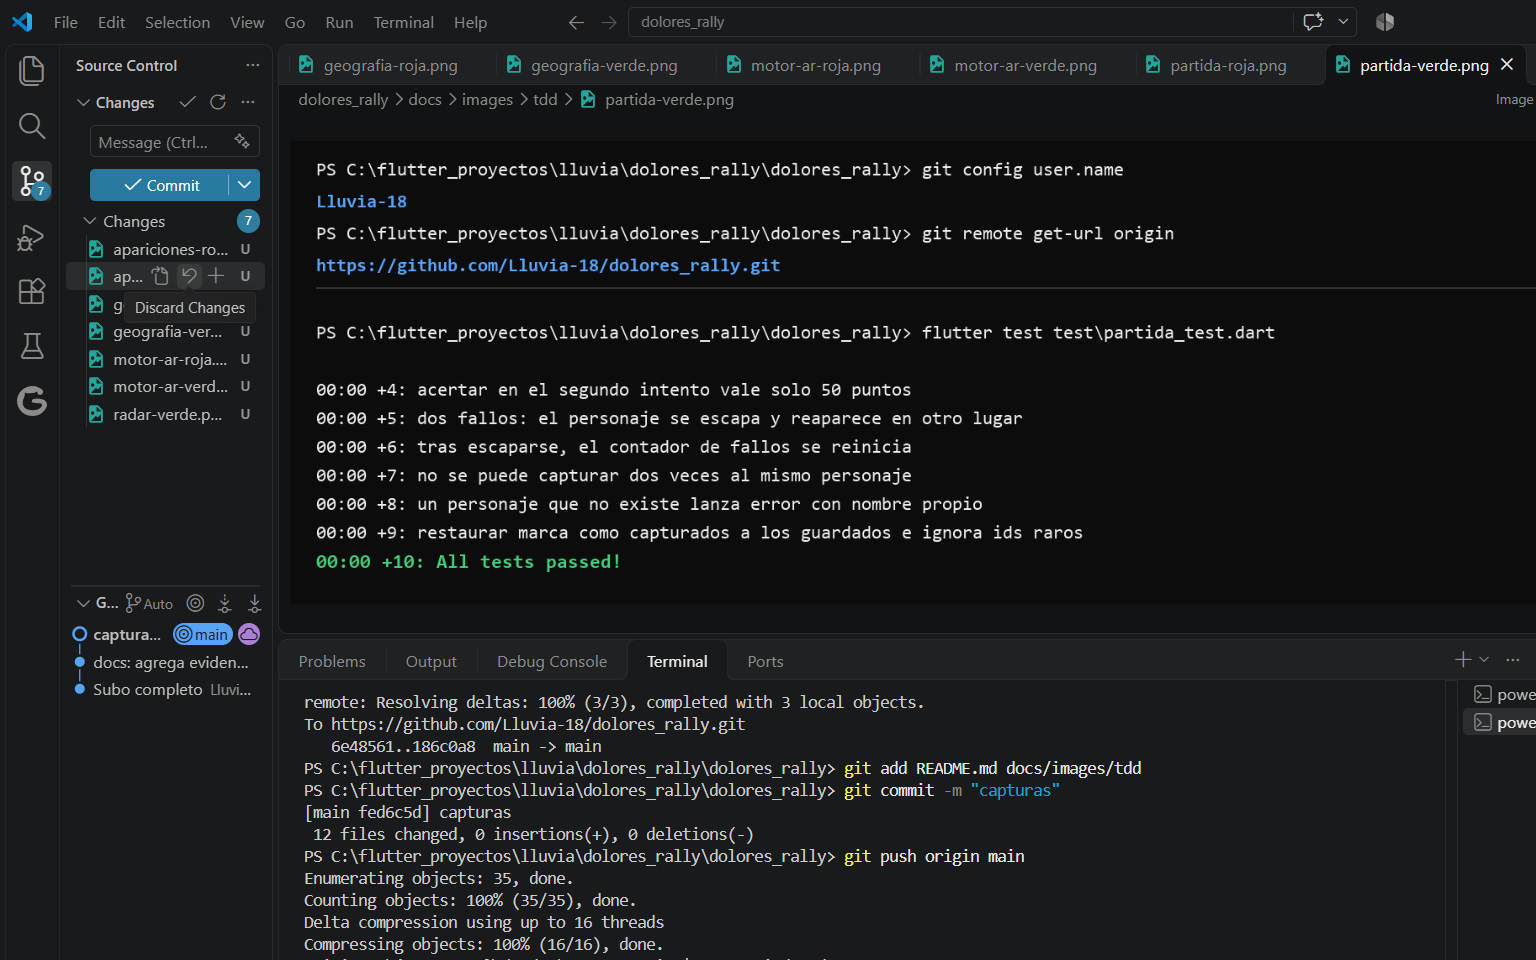 File Edit Selection View Go Run Terminal Help
dolores_rally
Source Control
Changes
Message (Ctrl...
Commit
Changes 7
apariciones-ro... U
ap... U
Discard Changes
geografia-ver... U
motor-ar-roja.... U
motor-ar-verd... U
radar-verde.p... U
7
G... Auto
captura... main
docs: agrega eviden...
Subo completo Lluvi...
geografia-roja.png geografia-verde.png motor-ar-roja.png motor-ar-verde.png partida-roja.png partida-verde.png
dolores_rally > docs > images > tdd > partida-verde.png
Image
PS C:\flutter_proyectos\lluvia\dolores_rally\dolores_rally> git config user.name
Lluvia-18
PS C:\flutter_proyectos\lluvia\dolores_rally\dolores_rally> git remote get-url origin
https://github.com/Lluvia-18/dolores_rally.git
PS C:\flutter_proyectos\lluvia\dolores_rally\dolores_rally> flutter test test\partida_test.dart
00:00 +4: acertar en el segundo intento vale solo 50 puntos
00:00 +5: dos fallos: el personaje se escapa y reaparece en otro lugar
00:00 +6: tras escaparse, el contador de fallos se reinicia
00:00 +7: no se puede capturar dos veces al mismo personaje
00:00 +8: un personaje que no existe lanza error con nombre propio
00:00 +9: restaurar marca como capturados a los guardados e ignora ids raros
00:00 +10: All tests passed!
Problems Output Debug Console Terminal Ports
remote: Resolving deltas: 100% (3/3), completed with 3 local objects.
To https://github.com/Lluvia-18/dolores_rally.git
6e48561..186c0a8 main -> main
PS C:\flutter_proyectos\lluvia\dolores_rally\dolores_rally> git add README.md docs/images/tdd
PS C:\flutter_proyectos\lluvia\dolores_rally\dolores_rally> git commit -m "capturas"
[main fed6c5d] capturas
12 files changed, 0 insertions(+), 0 deletions(-)
PS C:\flutter_proyectos\lluvia\dolores_rally\dolores_rally> git push origin main
Enumerating objects: 35, done.
Counting objects: 100% (35/35), done.
Delta compression using up to 16 threads
Compressing objects: 100% (16/16), done.
powe
powe